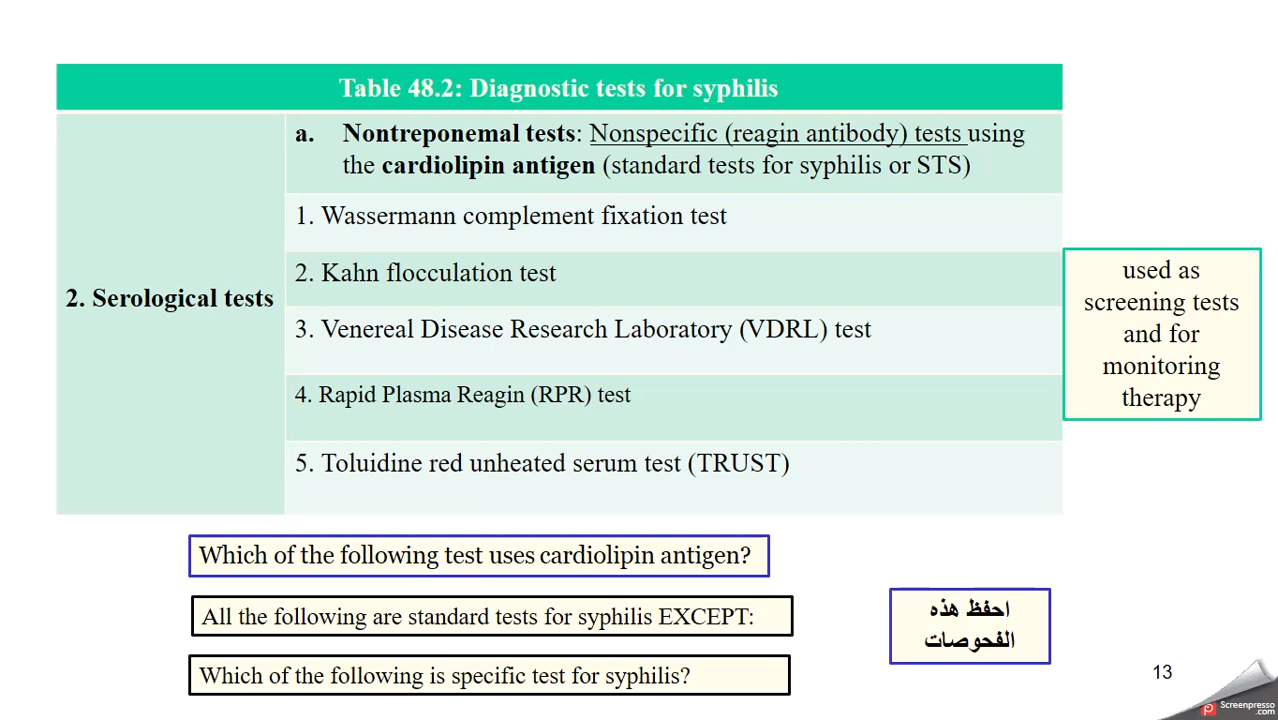 Table 48.2: Diagnostic tests for syphilis
2. Serological tests
a. Nontreponemal tests: Nonspecific (reagin antibody) tests using
the cardiolipin antigen (standard tests for syphilis or STS)
1. Wassermann complement fixation test
2. Kahn flocculation test
3. Venereal Disease Research Laboratory (VDRL) test
4. Rapid Plasma Reagin (RPR) test
5. Toluidine red unheated serum test (TRUST)
used as
screening tests
and for
monitoring
therapy
Which of the following test uses cardiolipin antigen?
All the following are standard tests for syphilis EXCEPT:
Which of the following is specific test for syphilis?
احفظ هذه
الفحوصات
13
Screenpresso
.com